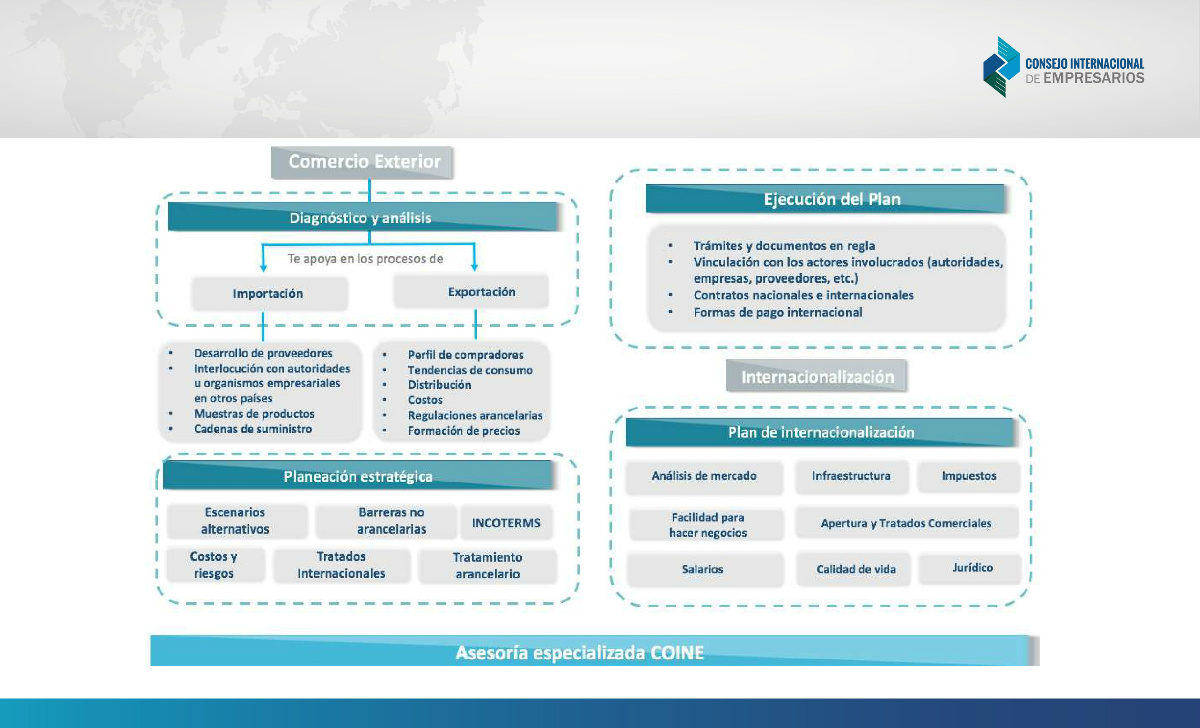 CONSEJO INTERNACIONAL
DE EMPRESARIOS
Comercio Exterior
Diagnóstico y análisis
Te apoya en los procesos de
Importación
Exportación
• Desarrollo de proveedores
• Interlocución con autoridades
u organismos empresariales
en otros países
• Muestras de productos
• Cadenas de suministro
• Perfil de compradores
• Tendencias de consumo
• Distribución
• Costos
• Regulaciones arancelarias
• Formación de precios
Planeación estratégica
Escenarios
alternativos
Barreras no
arancelarias
INCOTERMS
Costos y
riesgos
Tratados
Internacionales
Tratamiento
arancelario
Ejecución del Plan
• Trámites y documentos en regla
• Vinculación con los actores involucrados (autoridades,
empresas, proveedores, etc.)
• Contratos nacionales e internacionales
• Formas de pago internacional
Internacionalización
Plan de internacionalización
Análisis de mercado
Infraestructura
Impuestos
Facilidad para
hacer negocios
Apertura y Tratados Comerciales
Salarios
Calidad de vida
Jurídico
Asesoría especializada COINE